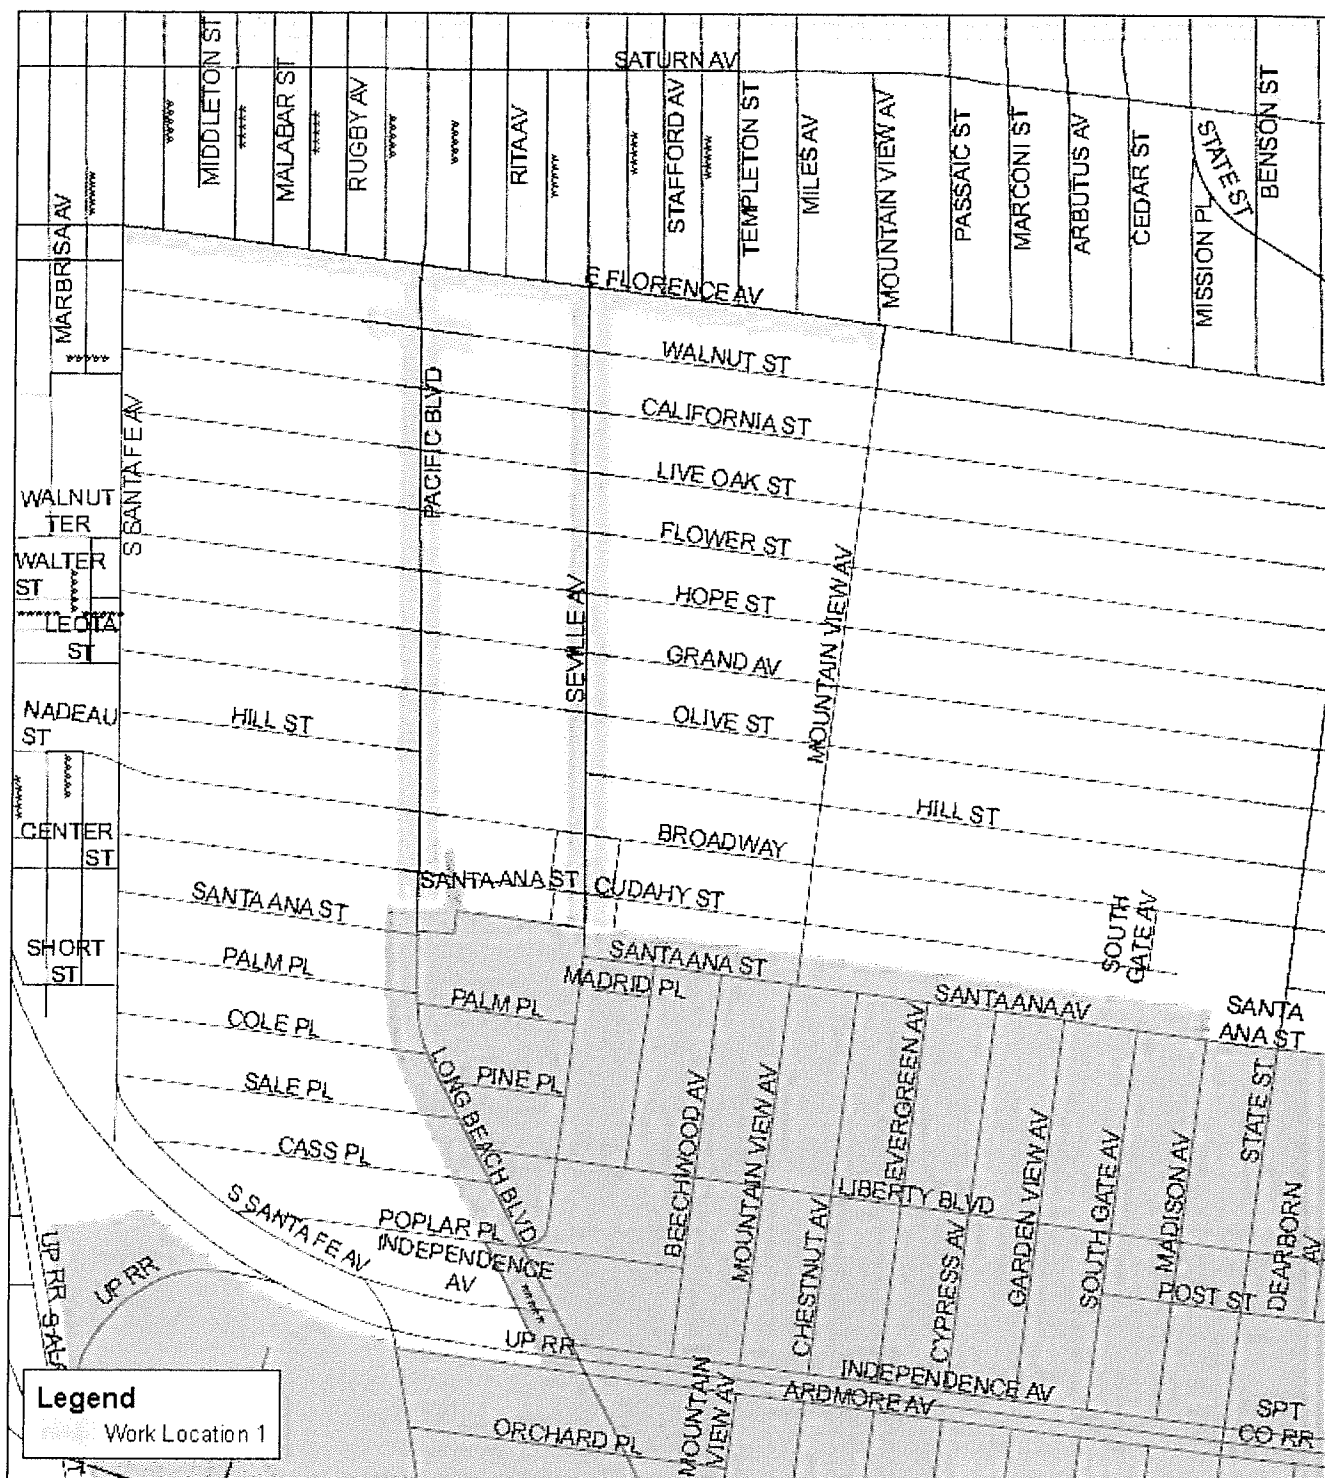 SATURN AV
MIDDLETON ST
MALABAR ST
RUGBY AV
RITA AV
STAFFORD AV
TEMPLETON ST
MILES AV
MOUNTAIN VIEW AV
PASSAIC ST
MARCONI ST
ARBUTUS AV
CEDAR ST
MISSION PL
STATE ST
BENSON ST
MARBRISA AV
E FLORENCE AV
WALNUT ST
CALIFORNIA ST
LIVE OAK ST
FLOWER ST
HOPE ST
GRAND AV
OLIVE ST
S SANTA FE AV
PACIFIC BLVD
SEVILLE AV
MOUNTAIN VIEW AV
WALNUT
TER
WALTER
ST
LEOTA
ST
NADEAU
ST
HILL ST
HILL ST
CENTER
ST
BROADWAY
SANTA ANA ST
SANTA ANA ST
CUDAHY ST
SOUTH
GATE AV
SHORT
ST
PALM PL
SANTA ANA ST
MADRID PL
PALM PL
SANTA ANA AV
SANTA
ANA ST
COLE PL
SALE PL
PINE PL
CASS PL
LONG BEACH BLVD
BEECHWOOD AV
MOUNTAIN VIEW AV
CHESTNUT AV
EVERGREEN AV
LIBERTY BLVD
CYPRESS AV
GARDEN VIEW AV
SOUTH GATE AV
MADISON AV
STATE ST
DEARBORN
AV
POST ST
S SANTA FE AV
POPLAR PL
INDEPENDENCE
AV
UP RR
UP RR
UP RR
INDEPENDENCE AV
ARDMORE AV
MOUNTAIN
VIEW AV
ORCHARD PL
SPT
CO RR
Legend
Work Location 1